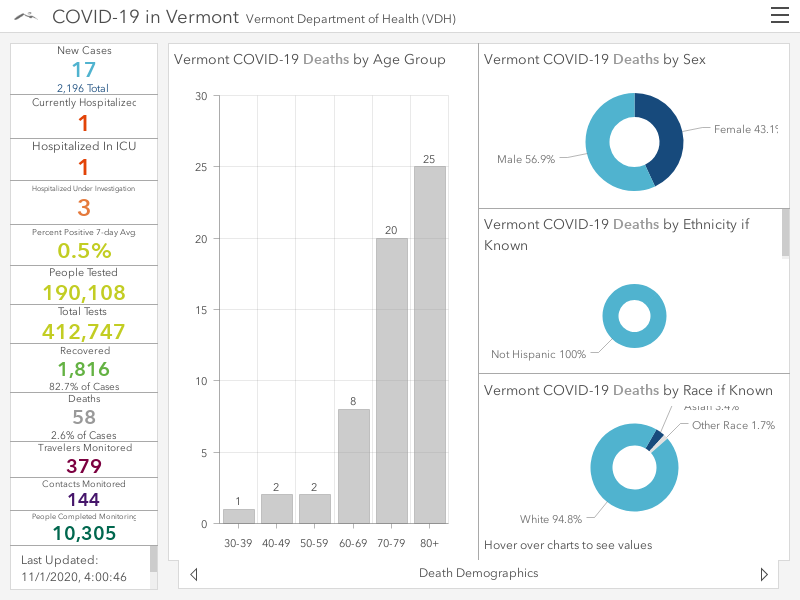 COVID-19 in Vermont Vermont Department of Health (VDH)
New Cases
17
2,196 Total
Currently Hospitalized
1
Hospitalized In ICU
1
Hospitalized Under Investigation
3
Percent Positive 7-day Avg
0.5%
People Tested
190,108
Total Tests
412,747
Recovered
1,816
82.7% of Cases
Deaths
58
2.6% of Cases
Travelers Monitored
379
Contacts Monitored
144
People Completed Monitoring
10,305
Last Updated:
11/1/2020, 4:00:46
Vermont COVID-19 Deaths by Age Group
30
25
20
15
10
5
0
1
2
2
8
20
25
30-39 40-49 50-59 60-69 70-79 80+
Vermont COVID-19 Deaths by Sex
Female 43.1%
Male 56.9%
Vermont COVID-19 Deaths by Ethnicity if
Known
Not Hispanic 100%
Vermont COVID-19 Deaths by Race if Known
Asian 3.4%
Other Race 1.7%
White 94.8%
Hover over charts to see values
Death Demographics